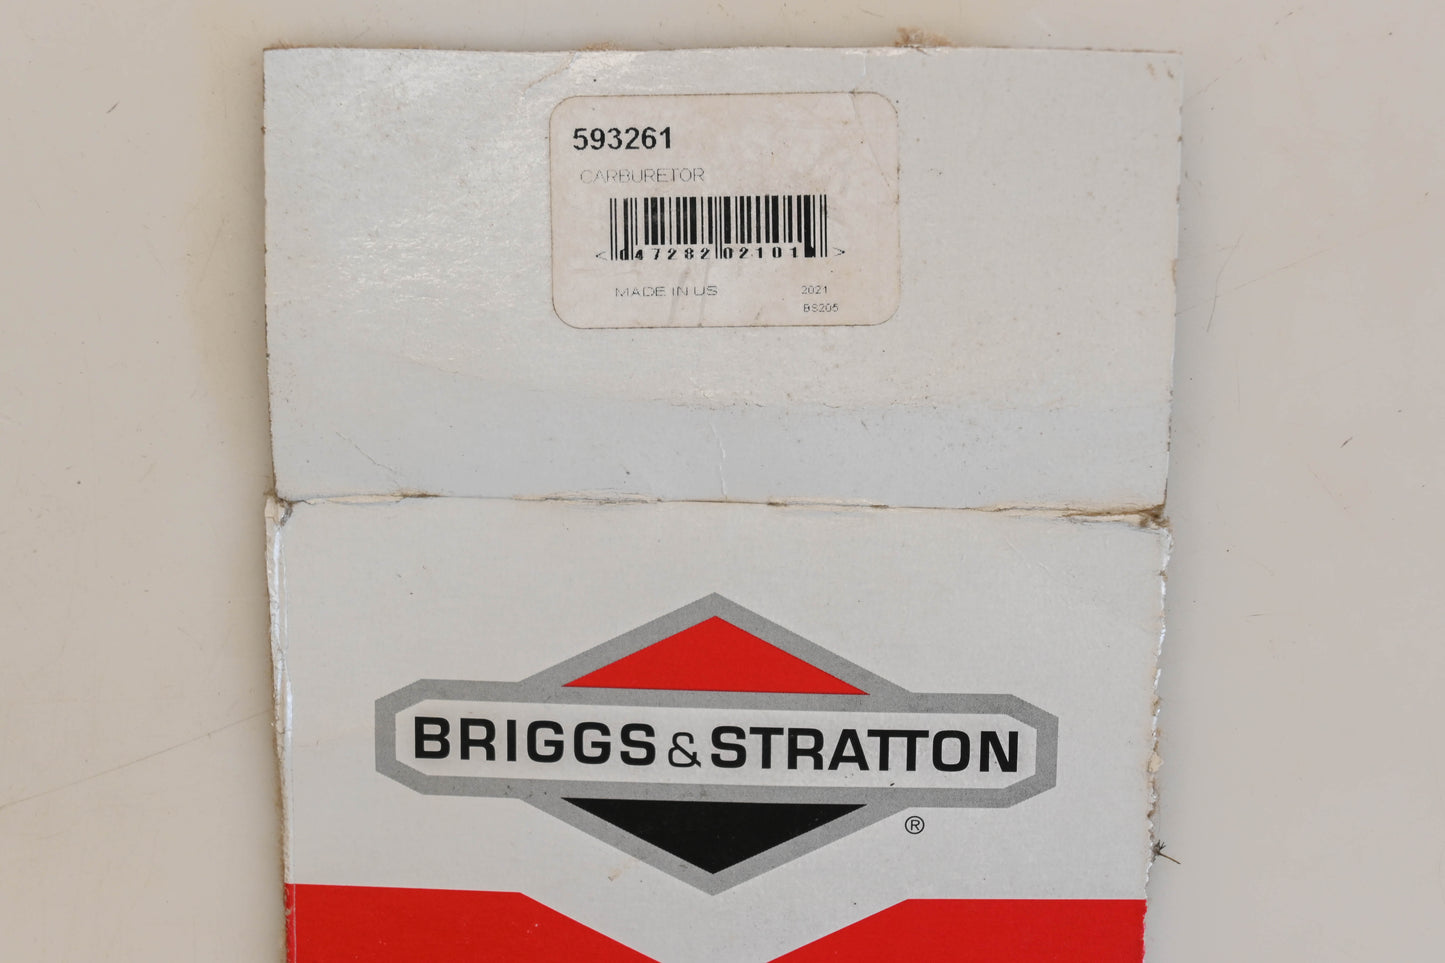 593261
CARBURETOR
47282 02101
MADE IN US 2021
BS205
BRIGGS & STRATTON
®